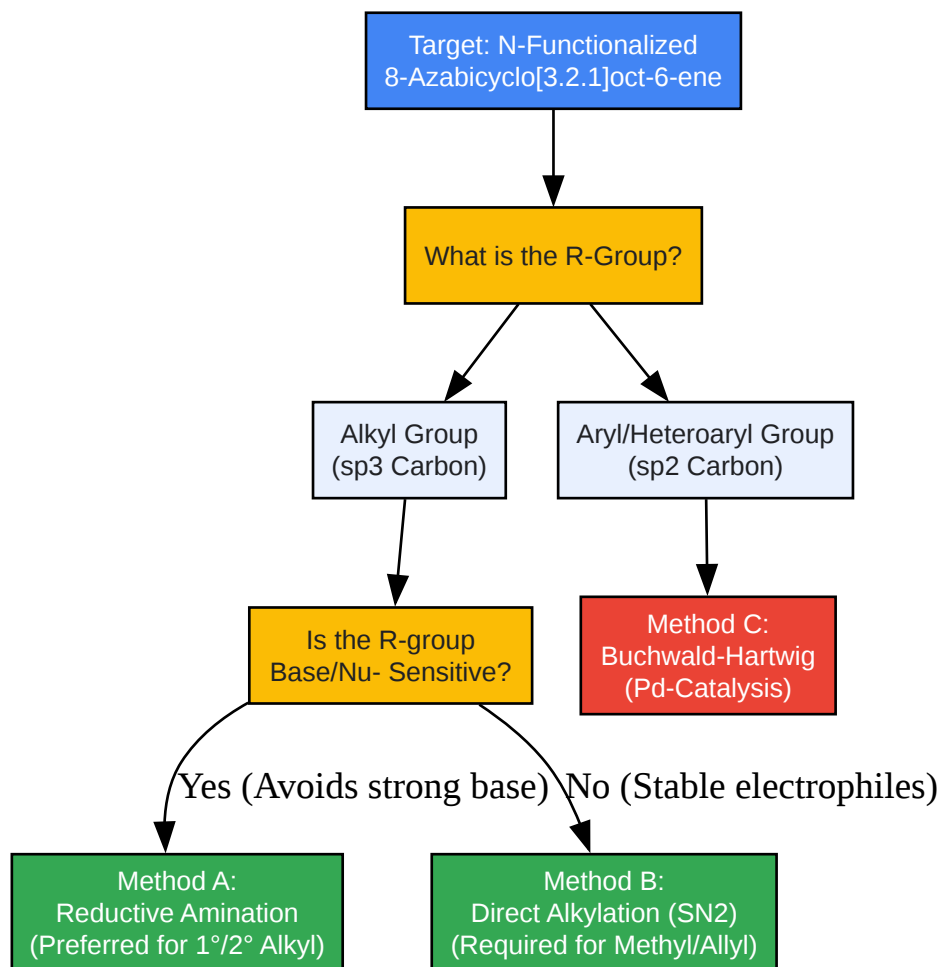 Target: N-Functionalized
8-Azabicyclo[3.2.1]oct-6-ene
What is the R-Group?
Alkyl Group
(sp3 Carbon)
Aryl/Heteroaryl Group
(sp2 Carbon)
Is the R-group
Base/Nu- Sensitive?
Method C:
Buchwald-Hartwig
(Pd-Catalysis)
Yes (Avoids strong base)
No (Stable electrophiles)
Method A:
Reductive Amination
(Preferred for 1°/2° Alkyl)
Method B:
Direct Alkylation (SN2)
(Required for Methyl/Allyl)